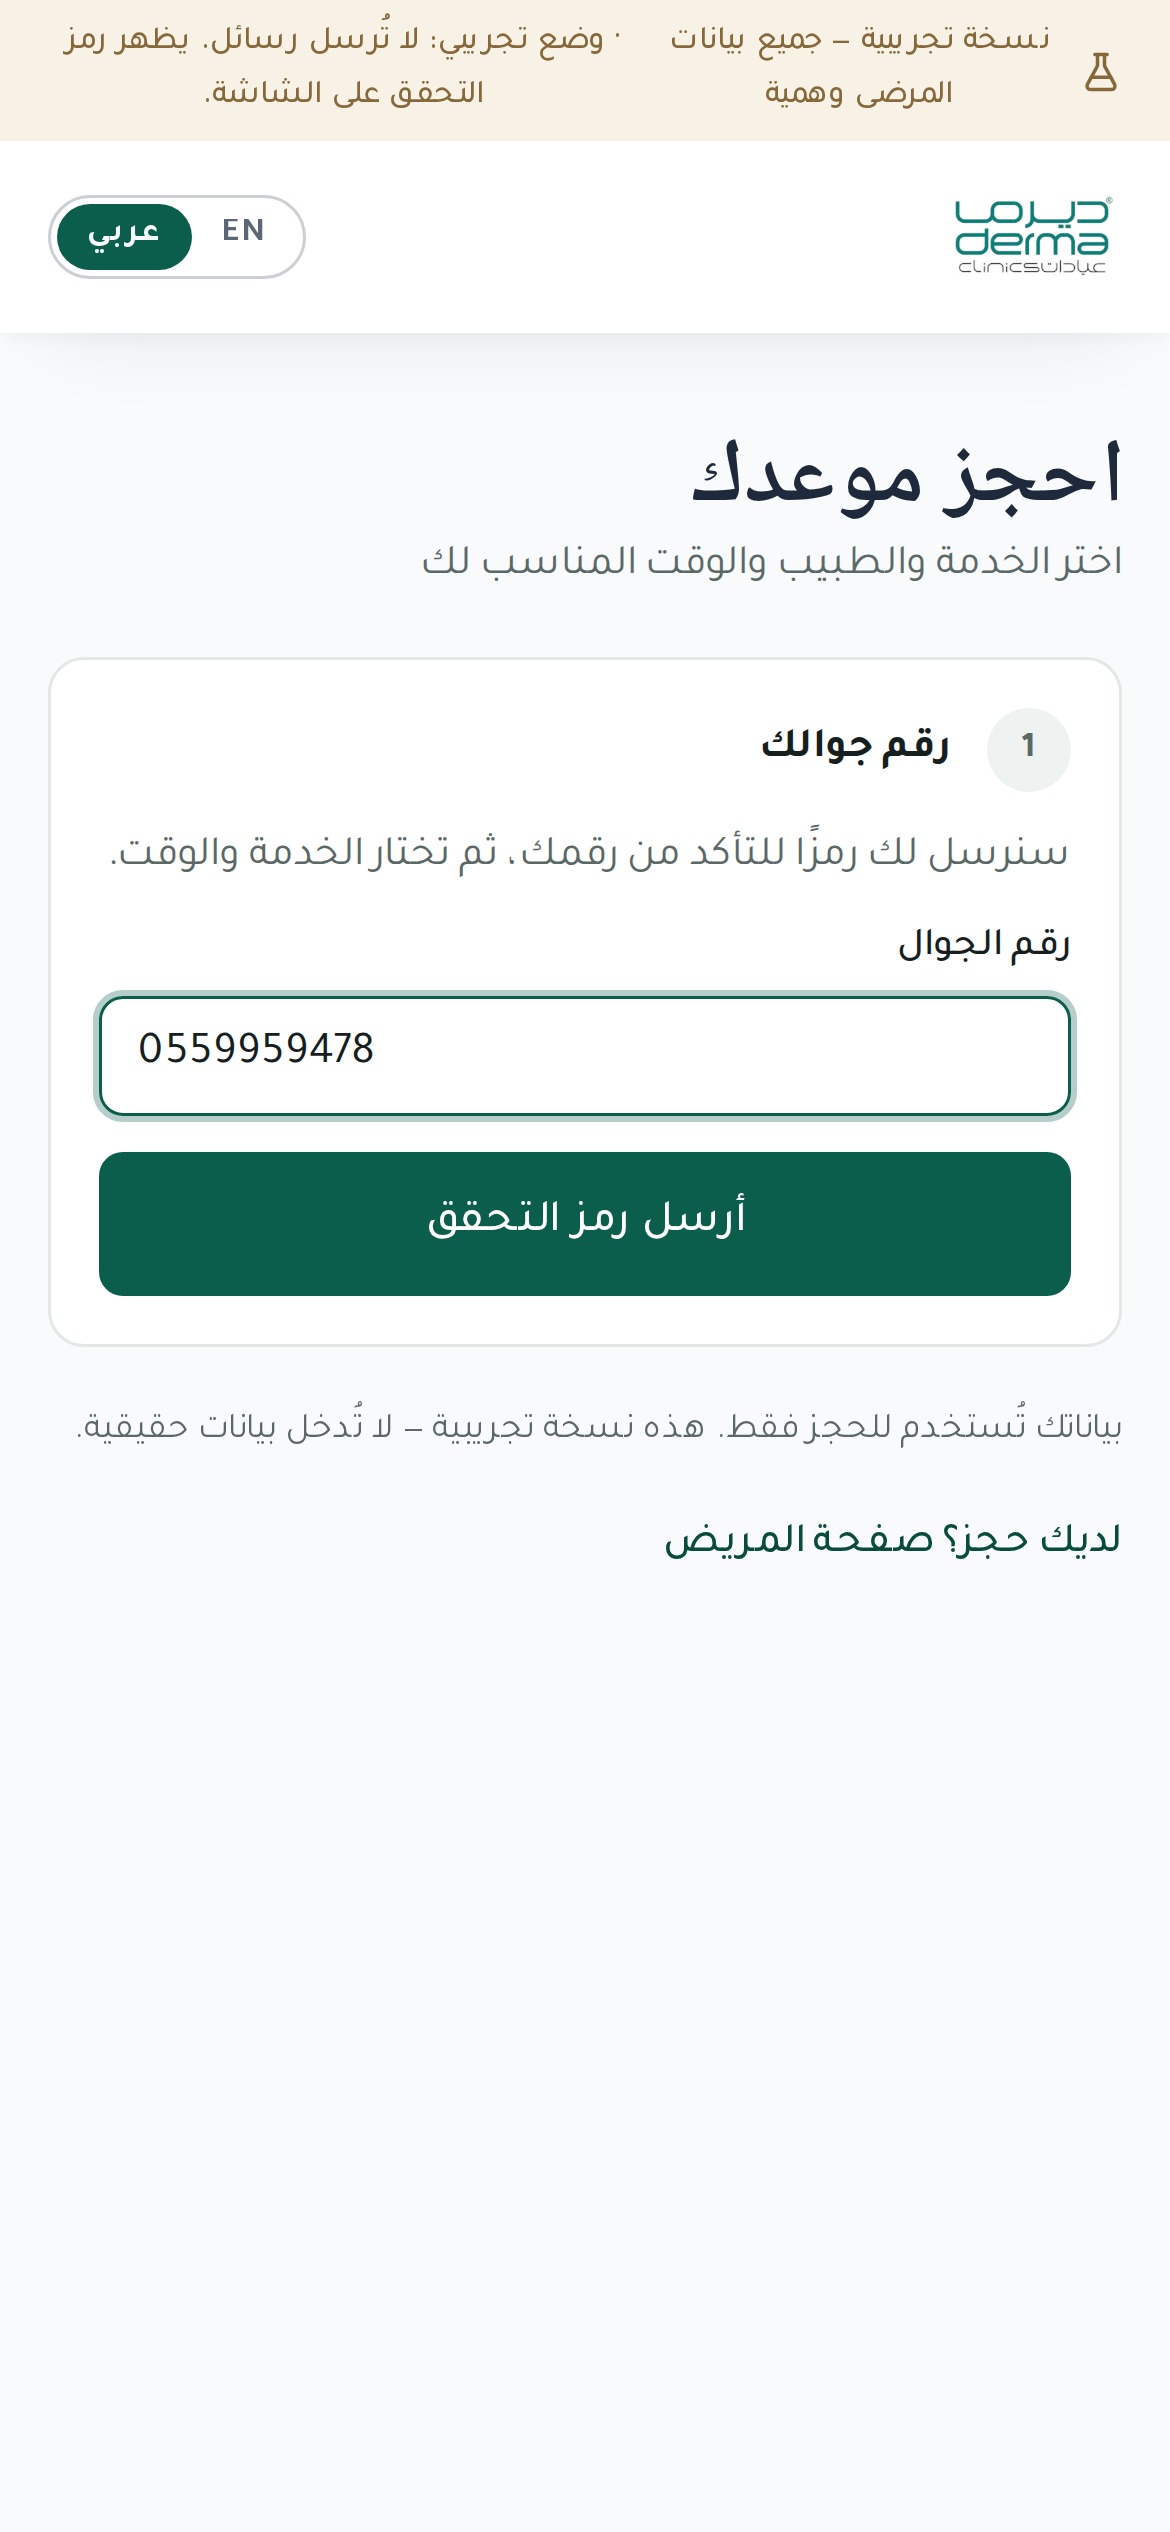 نسخة تجريبية – جميع بيانات المرضى وهمية
· وضع تجريبي: لا تُرسل رسائل. يظهر رمز التحقق على الشاشة.
ديرما®
derma
clinics عيادات
EN
عربي
احجز موعدك
اختر الخدمة والطبيب والوقت المناسب لك
1
رقم جوالك
سنرسل لك رمزًا للتأكد من رقمك، ثم تختار الخدمة والوقت.
رقم الجوال
0559959478
أرسل رمز التحقق
بياناتك تُستخدم للحجز فقط. هذه نسخة تجريبية – لا تُدخل بيانات حقيقية.
لديك حجز؟ صفحة المريض